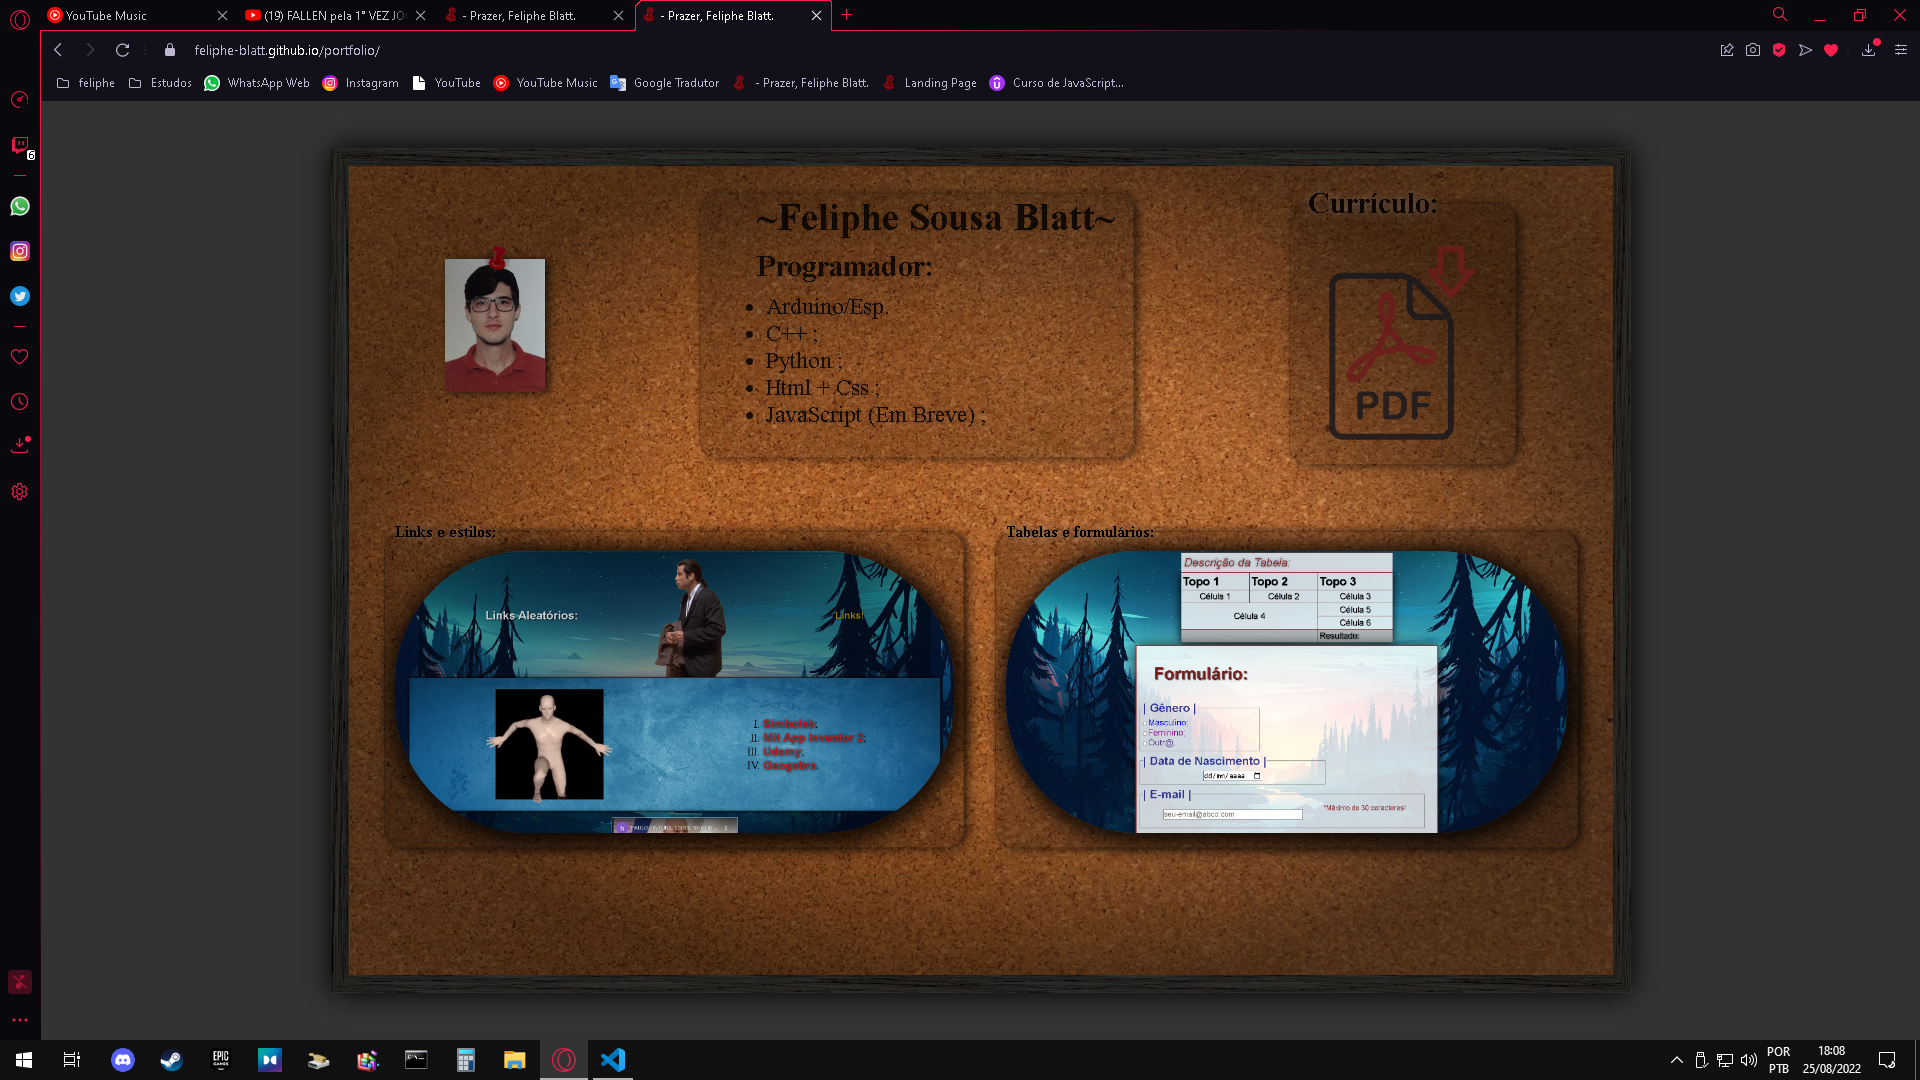 YouTube Music
(19) FALLEN pela 1ª VEZ JO
- Prazer, Feliphe Blatt.
- Prazer, Feliphe Blatt.
feliphe-blatt.github.io/portfolio/
feliphe
Estudos
WhatsApp Web
Instagram
YouTube
YouTube Music
Google Tradutor
- Prazer, Feliphe Blatt.
Landing Page
Curso de JavaScript...
6
~Feliphe Sousa Blatt~
Programador:
Arduino/Esp.
C++ ;
Python ;
Html + Css ;
JavaScript (Em Breve) ;
Currículo:
PDF
Links e estilos:
Links Aleatórios:
Links!
I. Simbolab;
II. Mit App Inventor 2;
III. Udemy;
IV. Geogebra.
Tabelas e formulários:
Descrição da Tabela:
Topo 1 Topo 2 Topo 3
Célula 1 Célula 2 Célula 3
Célula 4 Célula 5
Célula 6
Resultado:
Formulário:
| Gênero |
Masculino;
Feminino;
Outr@.
| Data de Nascimento |
dd/mm/aaaa
| E-mail |
seu-email@abcd.com
*Máximo de 30 caracteres!
EPIC
GAMES
POR
PTB
18:08
25/08/2022